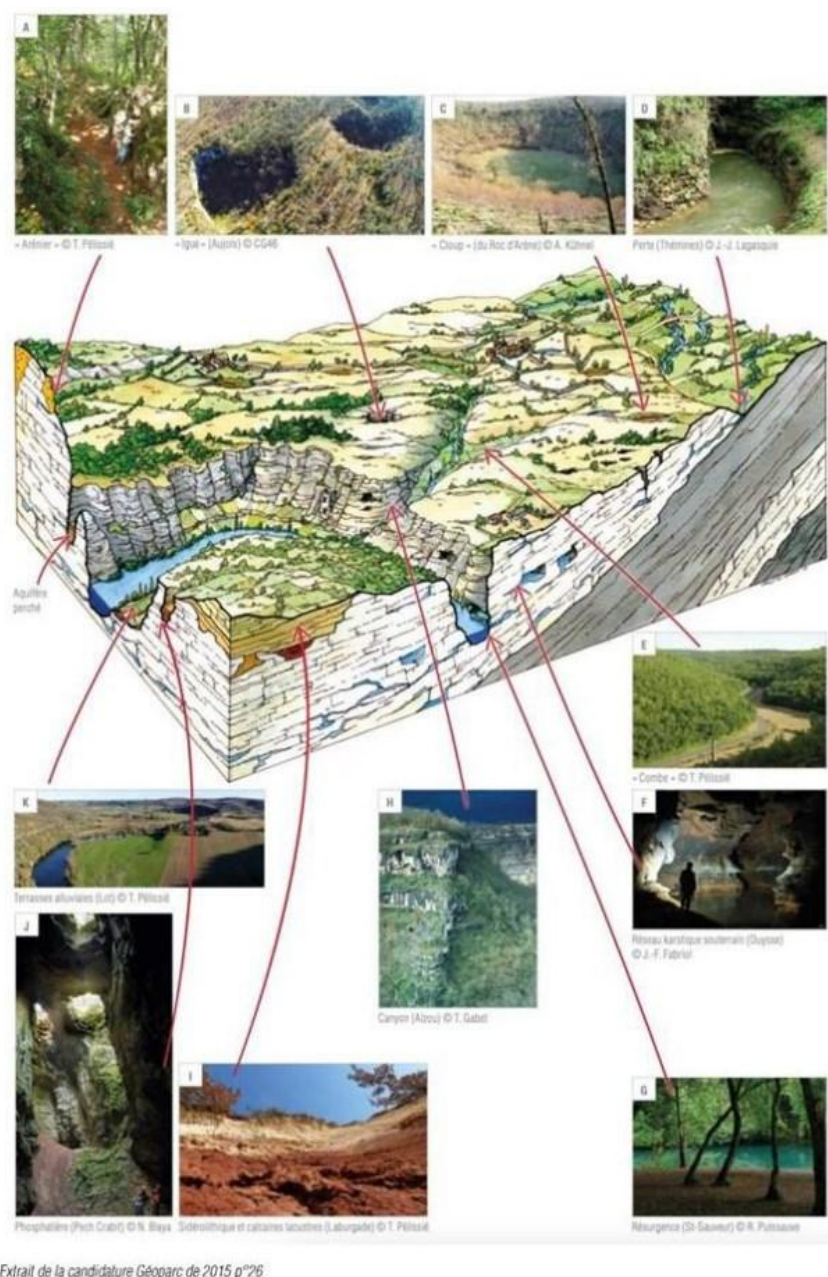 A
B
C
D
« Arénier » © T. Pélissié
« Igue » (Aujols) © CG46
« Cloup » (du Roc d'Arène) © A. Kühnel
Perte (Thémines) © J.-J. Lagasquie
Aquifère
perché
E
« Combe » © T. Pélissié
K
H
F
Terrasses alluviales (Lot) © T. Pélissié
J
Réseau karstique souterrain (Ouysse)
© J.-F. Fabriol
Canyon (Alzou) © T. Gabet
I
G
Phosphatière (Pech Crabit) © N. Blaya
Sidérolithique et calcaires lacustres (Laburgade) © T. Pélissié
Résurgence (St-Sauveur) © R. Puissauve
Extrait de la candidature Géoparc de 2015 p°26